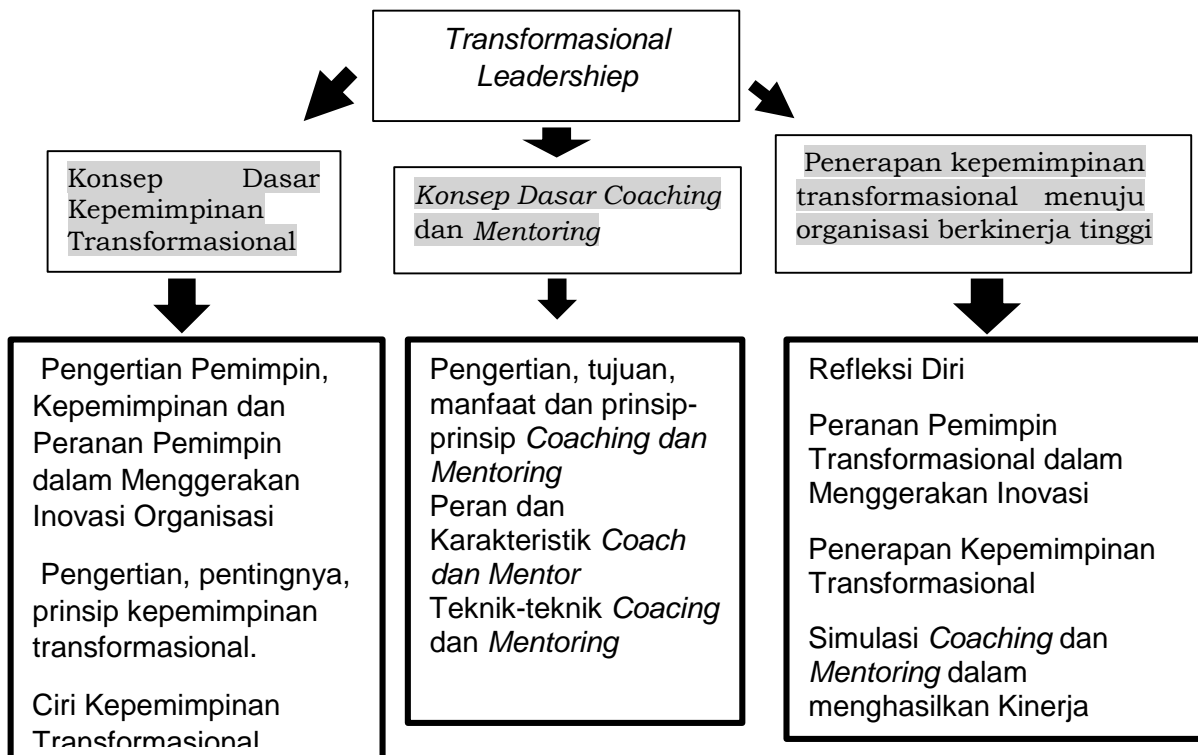 Transformasional
Leadershiep
Konsep Dasar
Kepemimpinan
Transformasional
Konsep Dasar Coaching
dan Mentoring
Penerapan kepemimpinan
transformasional menuju
organisasi berkinerja tinggi
Pengertian Pemimpin,
Kepemimpinan dan
Peranan Pemimpin
dalam Menggerakan
Inovasi Organisasi
Pengertian, pentingnya,
prinsip kepemimpinan
transformasional.
Ciri Kepemimpinan
Transformasional
Pengertian, tujuan,
manfaat dan prinsip-
prinsip Coaching dan
Mentoring
Peran dan
Karakteristik Coach
dan Mentor
Teknik-teknik Coacing
dan Mentoring
Refleksi Diri
Peranan Pemimpin
Transformasional dalam
Menggerakan Inovasi
Penerapan Kepemimpinan
Transformasional
Simulasi Coaching dan
Mentoring dalam
menghasilkan Kinerja